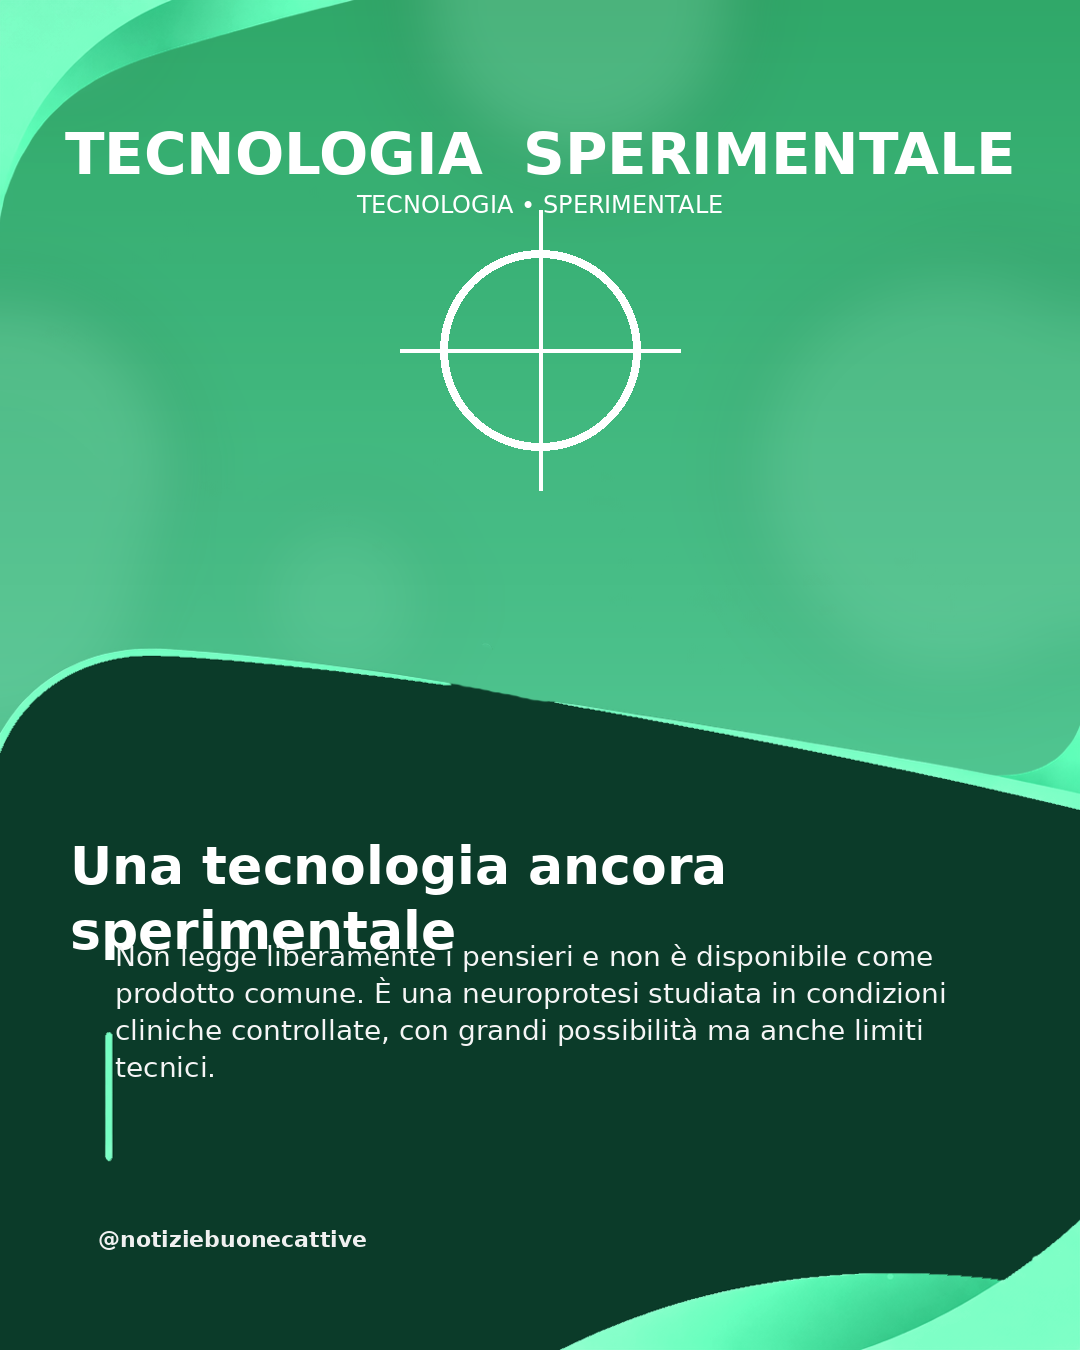 TECNOLOGIA SPERIMENTALE
TECNOLOGIA • SPERIMENTALE
Una tecnologia ancora
sperimentale
Non legge liberamente i pensieri e non è disponibile come
prodotto comune. È una neuroprotesi studiata in condizioni
cliniche controllate, con grandi possibilità ma anche limiti
tecnici.
@notiziebuonecattive